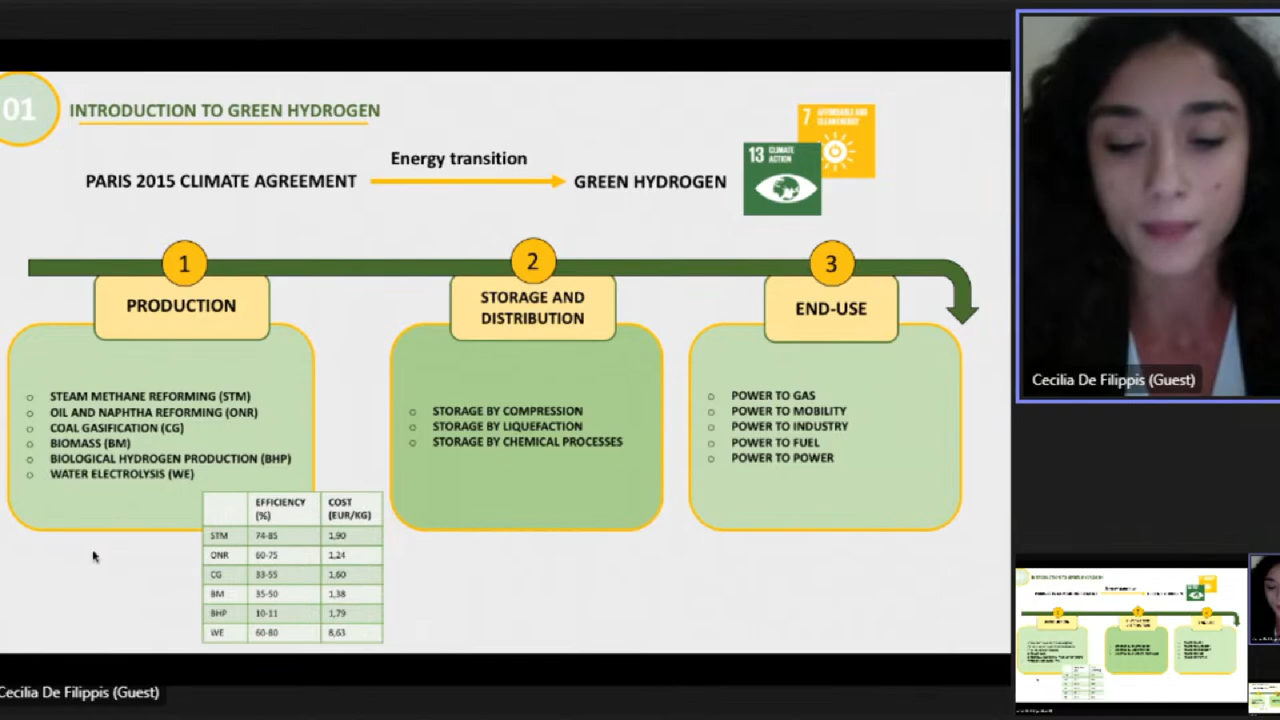 01
INTRODUCTION TO GREEN HYDROGEN
Energy transition
PARIS 2015 CLIMATE AGREEMENT
GREEN HYDROGEN
7 AFFORDABLE AND
CLEAN ENERGY
13 CLIMATE
ACTION
1
PRODUCTION
STEAM METHANE REFORMING (STM)
OIL AND NAPHTHA REFORMING (ONR)
COAL GASIFICATION (CG)
BIOMASS (BM)
BIOLOGICAL HYDROGEN PRODUCTION (BHP)
WATER ELECTROLYSIS (WE)
EFFICIENCY (%) COST (EUR/KG)
STM 74-85 1,90
ONR 60-75 1,24
CG 33-55 1,60
BM 35-50 1,38
BHP 10-11 1,79
WE 60-80 8,63
2
STORAGE AND
DISTRIBUTION
STORAGE BY COMPRESSION
STORAGE BY LIQUEFACTION
STORAGE BY CHEMICAL PROCESSES
3
END-USE
POWER TO GAS
POWER TO MOBILITY
POWER TO INDUSTRY
POWER TO FUEL
POWER TO POWER
Cecilia De Filippis (Guest)
Cecilia De Filippis (Guest)